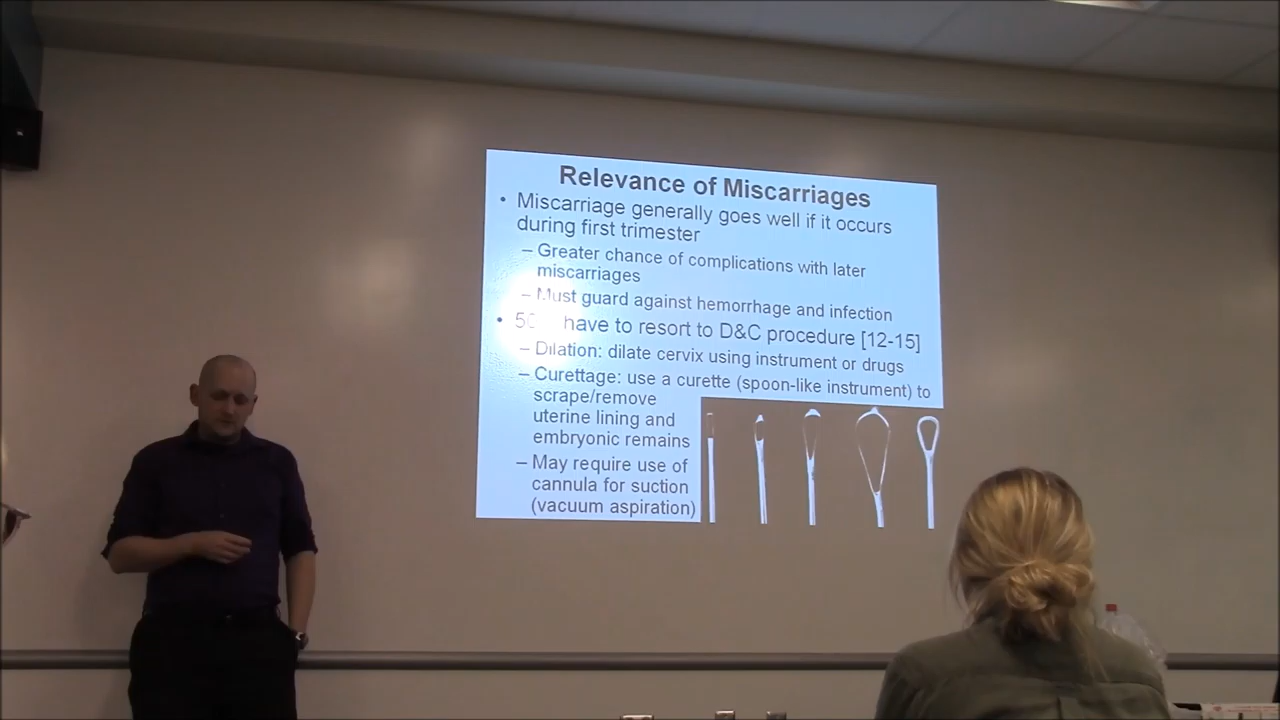 Relevance of Miscarriages
• Miscarriage generally goes well if it occurs
during first trimester
– Greater chance of complications with later
miscarriages
– Must guard against hemorrhage and infection
• have to resort to D&C procedure [12-15]
– Dilation: dilate cervix using instrument or drugs
– Curettage: use a curette (spoon-like instrument) to
scrape/remove
uterine lining and
embryonic remains
– May require use of
cannula for suction
(vacuum aspiration)